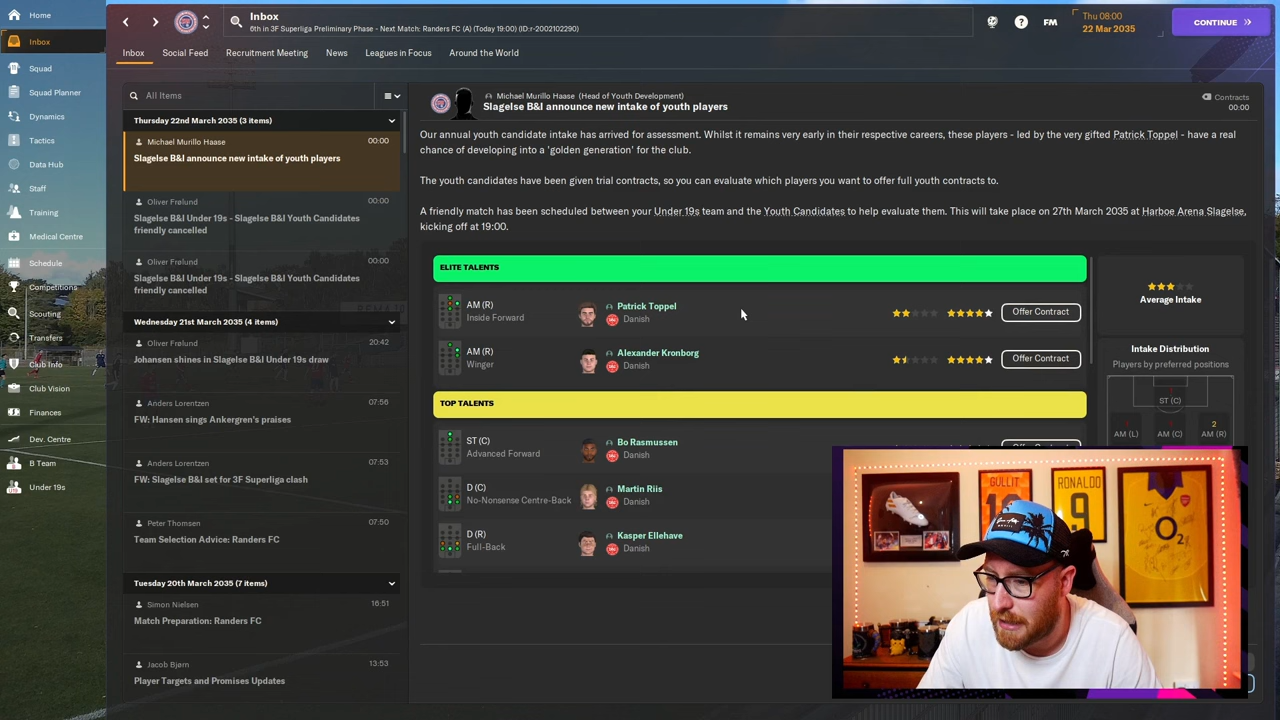 Home
Inbox
Squad
Squad Planner
Dynamics
Tactics
Data Hub
Staff
Training
Medical Centre
Schedule
Competitions
Scouting
Transfers
Club Info
Club Vision
Finances
Dev. Centre
B Team
Under 19s
Inbox
6th in 3F Superliga Preliminary Phase - Next Match: Randers FC (A) (Today 19:00) (ID:r-2002102290)
?
FM
Thu 08:00
22 Mar 2035
CONTINUE
Inbox
Social Feed
Recruitment Meeting
News
Leagues in Focus
Around the World
All Items
Thursday 22nd March 2035 (3 items)
Michael Murillo Haase
00:00
Slagelse B&I announce new intake of youth players
Oliver Frølund
00:00
Slagelse B&I Under 19s - Slagelse B&I Youth Candidates
friendly cancelled
Oliver Frølund
00:00
Slagelse B&I Under 19s - Slagelse B&I Youth Candidates
friendly cancelled
Wednesday 21st March 2035 (4 items)
Oliver Frølund
20:42
Johansen shines in Slagelse B&I Under 19s draw
Anders Lorentzen
07:56
FW: Hansen sings Ankergren's praises
Anders Lorentzen
07:53
FW: Slagelse B&I set for 3F Superliga clash
Peter Thomsen
07:50
Team Selection Advice: Randers FC
Tuesday 20th March 2035 (7 items)
Simon Nielsen
16:51
Match Preparation: Randers FC
Jacob Bjørn
13:53
Player Targets and Promises Updates
Michael Murillo Haase (Head of Youth Development)
Slagelse B&I announce new intake of youth players
Contracts
00:00
Our annual youth candidate intake has arrived for assessment. Whilst it remains very early in their respective careers, these players - led by the very gifted Patrick Toppel - have a real
chance of developing into a 'golden generation' for the club.
The youth candidates have been given trial contracts, so you can evaluate which players you want to offer full youth contracts to.
A friendly match has been scheduled between your Under 19s team and the Youth Candidates to help evaluate them. This will take place on 27th March 2035 at Harboe Arena Slagelse,
kicking off at 19:00.
ELITE TALENTS
AM (R)
Inside Forward
Patrick Toppel
Danish
Offer Contract
AM (R)
Winger
Alexander Kronborg
Danish
Offer Contract
TOP TALENTS
ST (C)
Advanced Forward
Bo Rasmussen
Danish
D (C)
No-Nonsense Centre-Back
Martin Riis
Danish
D (R)
Full-Back
Kasper Ellehave
Danish
Average Intake
Intake Distribution
Players by preferred positions
ST (C)
AM (L)
AM (C)
2
AM (R)
GULLIT
10
RONALDO
9
O2